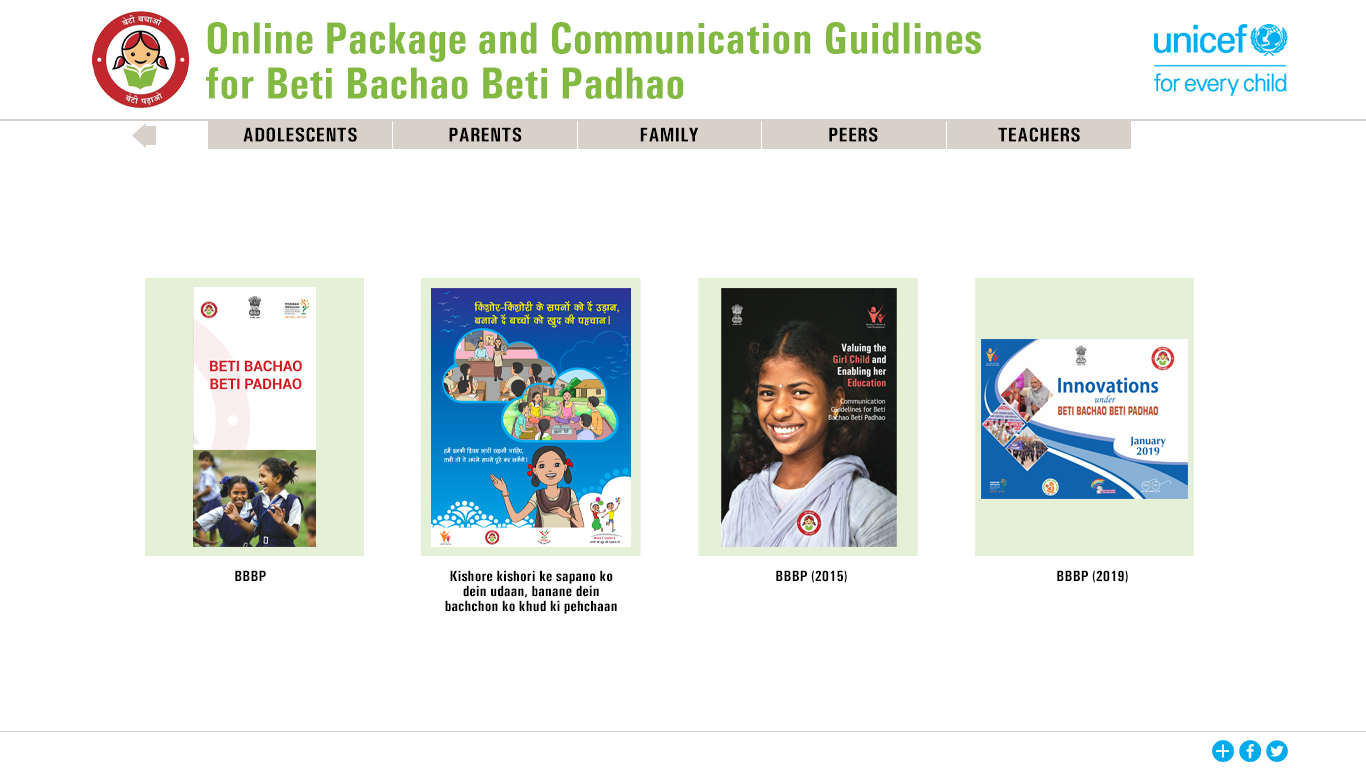 बेटी बचाओ
बेटी पढ़ाओ
Online Package and Communication Guidlines
for Beti Bachao Beti Padhao
unicef
for every child
ADOLESCENTS
PARENTS
FAMILY
PEERS
TEACHERS
BETI BACHAO
BETI PADHAO
BBBP
किशोर-किशोरी के सपनों को दें उड़ान,
बनाने दें बच्चों को खुद की पहचान!
Kishore kishori ke sapano ko
dein udaan, banane dein
bachchon ko khud ki pehchaan
Valuing the
Girl Child and
Enabling her
Education
Communication
Guidelines for Beti
Bachao Beti Padhao
BBBP (2015)
Innovations
under
BETI BACHAO BETI PADHAO
January
2019
BBBP (2019)